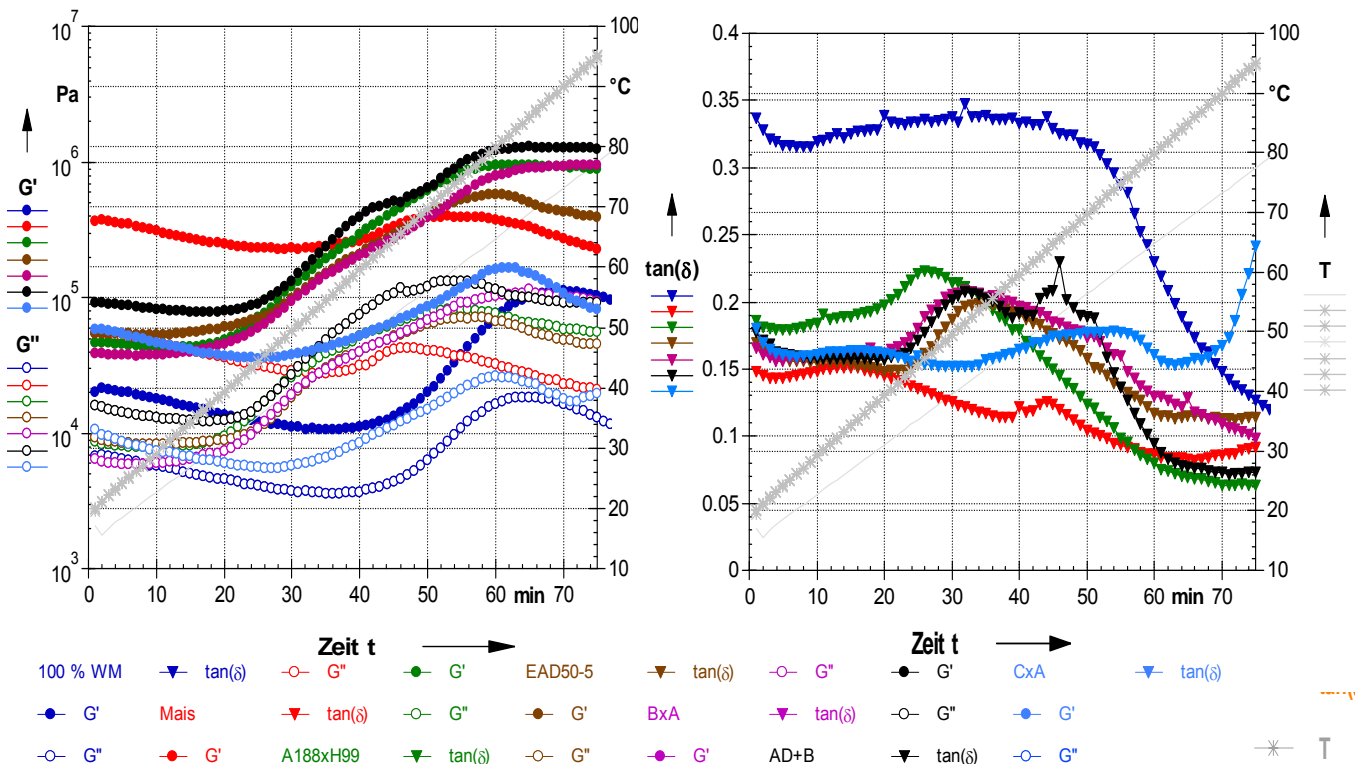 10⁷
Pa
10⁶
10⁵
10⁴
10³
G'
G"
100
°C
80
70
60
50
40
30
20
10
0 10 20 30 40 50 60 min 70
Zeit t
tan(δ)
0.4
0.35
0.3
0.25
0.2
0.15
0.1
0.05
0
100
°C
80
70
60
50
40
30
20
10
T
0 10 20 30 40 50 60 min 70
Zeit t
100 % WM tan(δ) G" G' EAD50-5 tan(δ) G" G' CxA tan(δ)
G' Mais tan(δ) G" G' BxA tan(δ) G" G'
G" G' A188xH99 tan(δ) G" G' AD+B tan(δ) G"
T